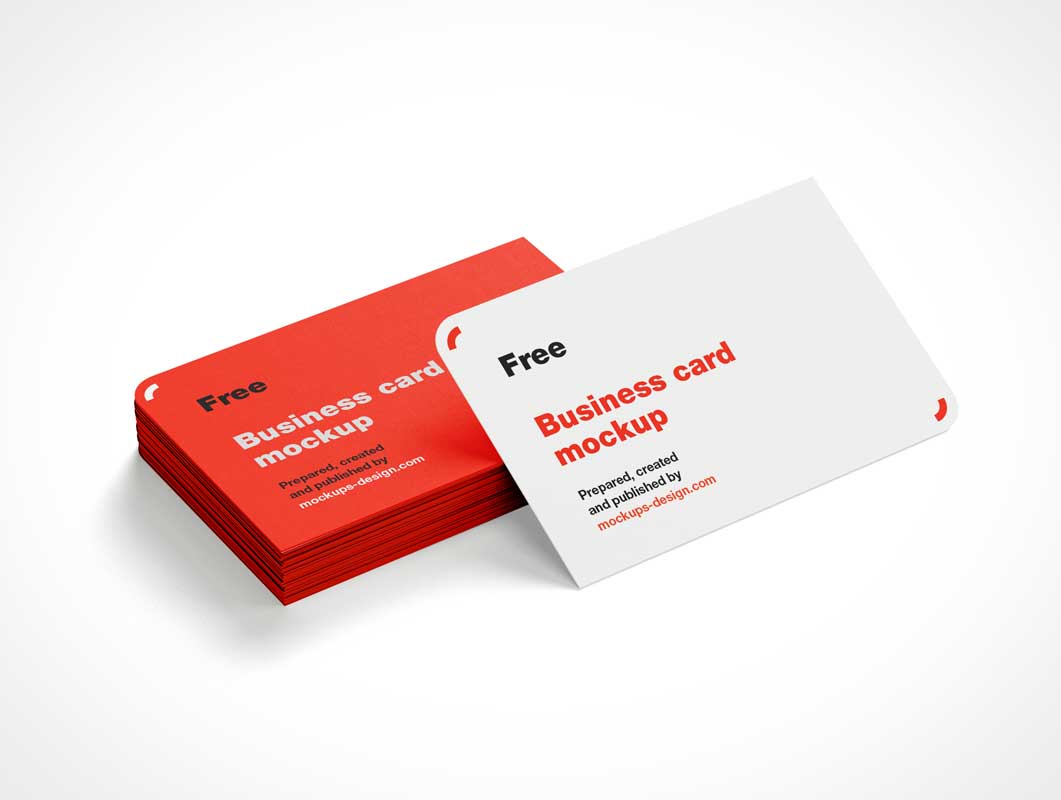 Free
Business card
mockup
Prepared, created
and published by
mockups-design.com
Free
Business card
mockup
Prepared, created
and published by
mockups-design.com